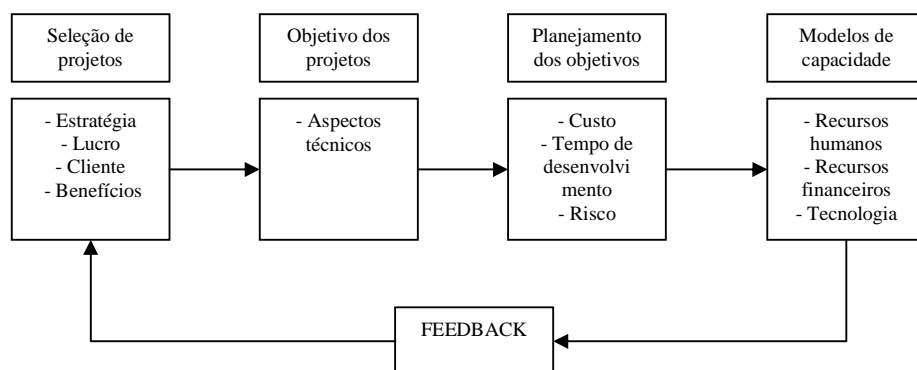 Seleção de
projetos
Objetivo dos
projetos
Planejamento
dos objetivos
Modelos de
capacidade
- Estratégia
- Lucro
- Cliente
- Benefícios
- Aspectos
técnicos
- Custo
- Tempo de
desenvolvi
mento
- Risco
- Recursos
humanos
- Recursos
financeiros
- Tecnologia
FEEDBACK